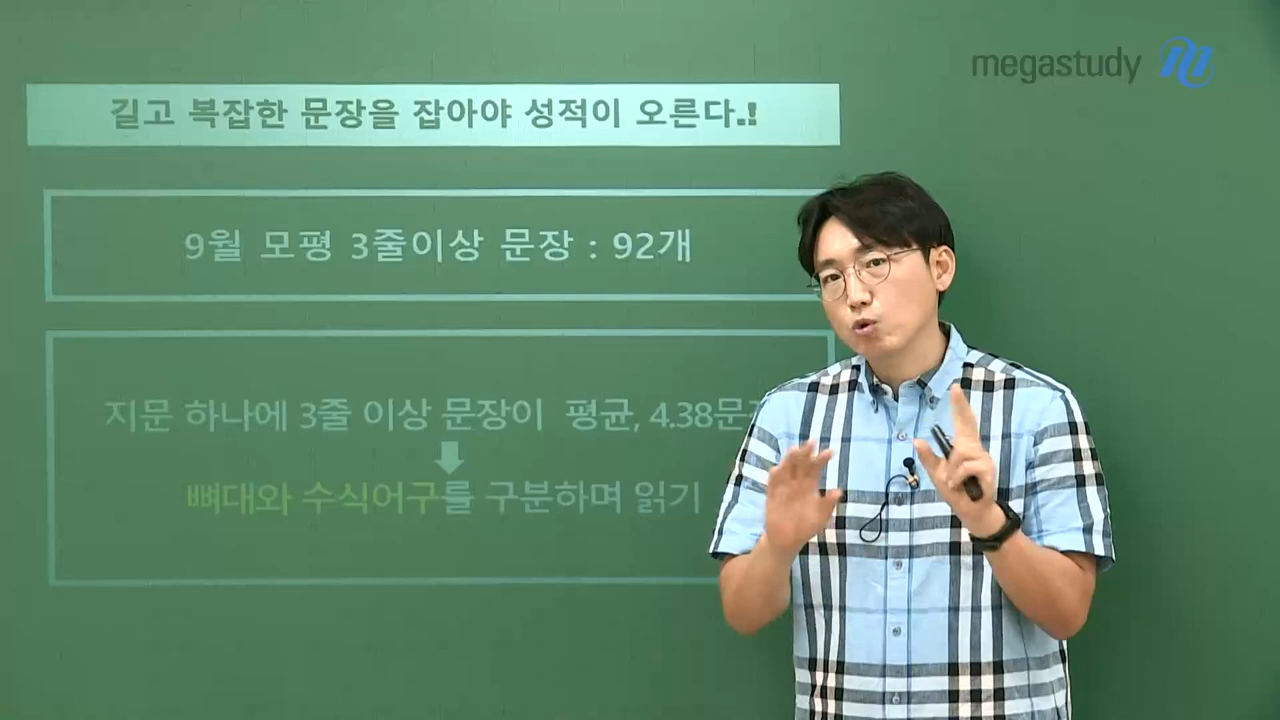 megastudy
길고 복잡한 문장을 잡아야 성적이 오른다.!
9월 모평 3줄이상 문장 : 92개
지문 하나에 3줄 이상 문장이 평균, 4.38문
뼈대와 수식어구를 구분하며 읽기